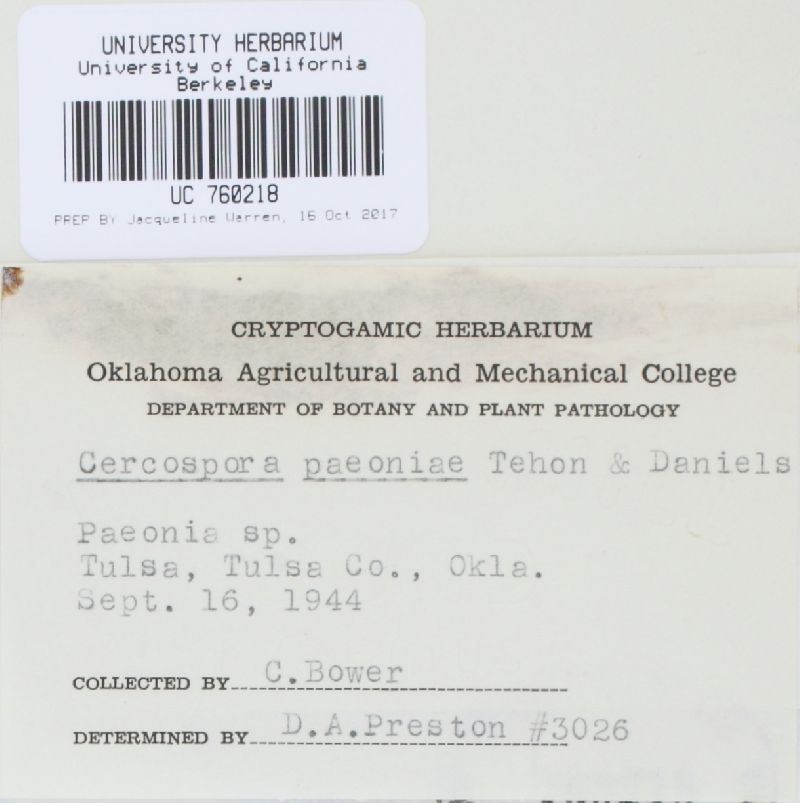 UNIVERSITY HERBARIUM
University of California
Berkeley
UC 760218
PREP BY Jacqueline Warren, 16 Oct 2017
CRYPTOGAMIC HERBARIUM
Oklahoma Agricultural and Mechanical College
DEPARTMENT OF BOTANY AND PLANT PATHOLOGY
Cercospora paeoniae Tehon & Daniels
Paeonia sp.
Tulsa, Tulsa Co., Okla.
Sept. 16, 1944
COLLECTED BY C.Bower
DETERMINED BY D.A.Preston #3026